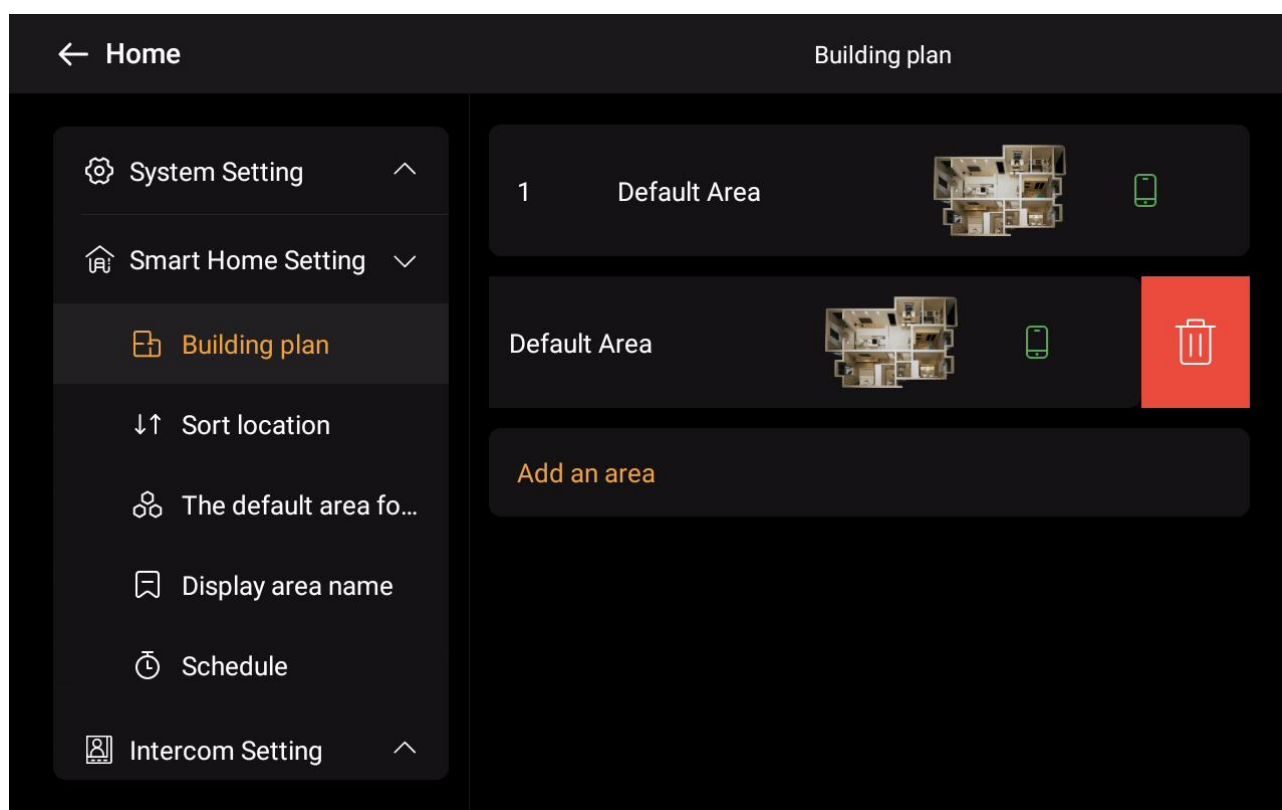 Home
Building plan
System Setting
Smart Home Setting
Building plan
Sort location
The default area fo...
Display area name
Schedule
Intercom Setting
1 Default Area
Default Area
Add an area